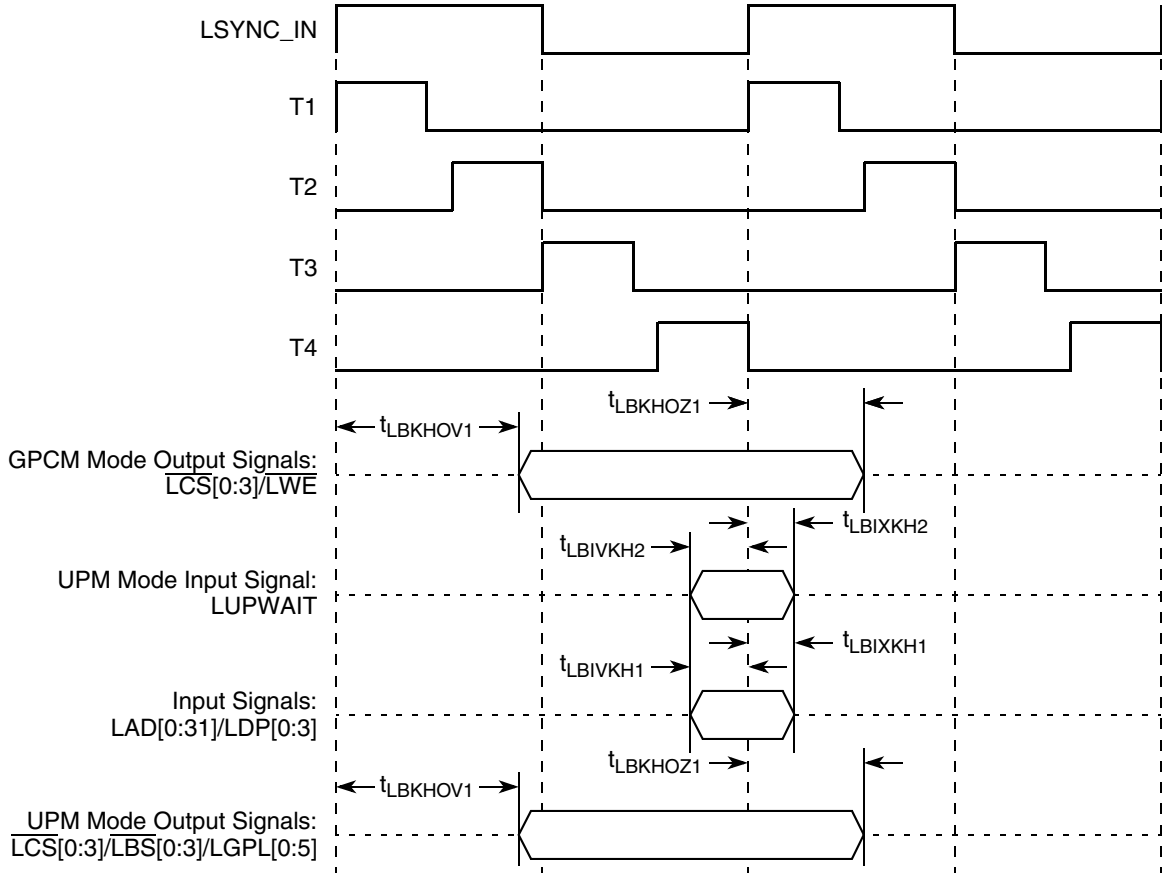 LSYNC_IN
T1
T2
T3
T4
tLBKHOZ1
tLBKHOV1
GPCM Mode Output Signals:
LCS[0:3]/LWE
tLBIXKH2
tLBIVKH2
UPM Mode Input Signal:
LUPWAIT
tLBIXKH1
tLBIVKH1
Input Signals:
LAD[0:31]/LDP[0:3]
tLBKHOZ1
tLBKHOV1
UPM Mode Output Signals:
LCS[0:3]/LBS[0:3]/LGPL[0:5]